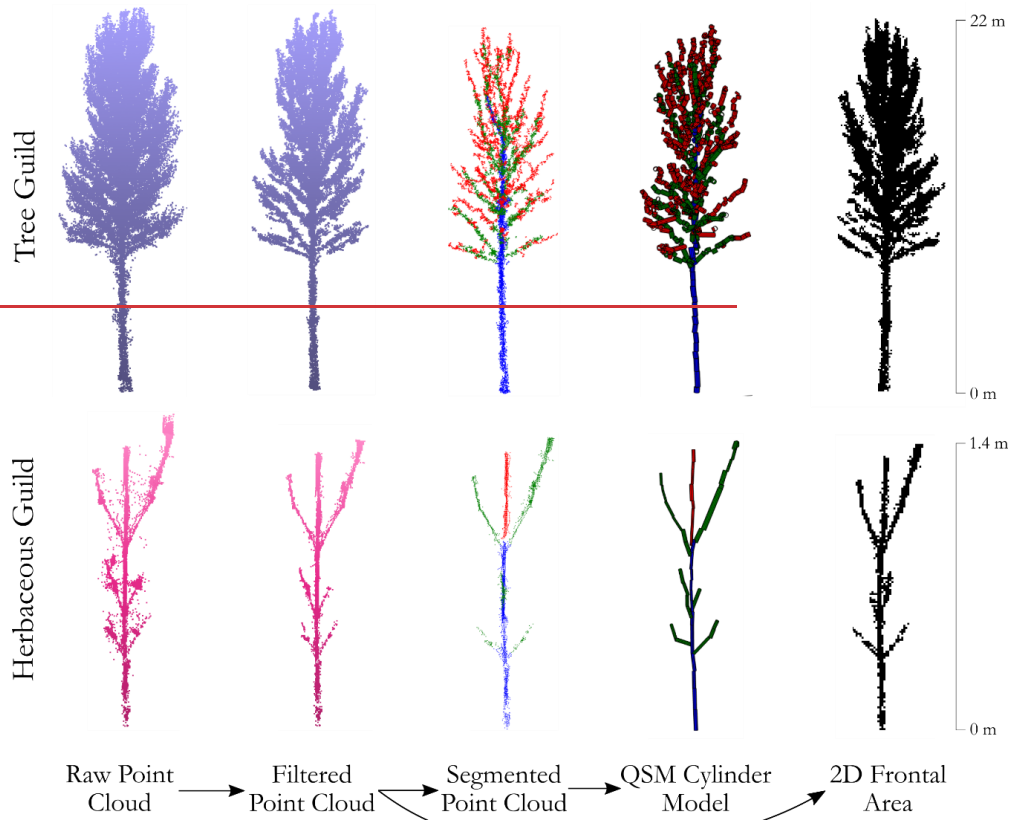 22 m
Tree Guild
0 m
1.4 m
Herbaceous Guild
0 m
Raw Point
Cloud
Filtered
Point Cloud
Segmented
Point Cloud
QSM Cylinder
Model
2D Frontal
Area